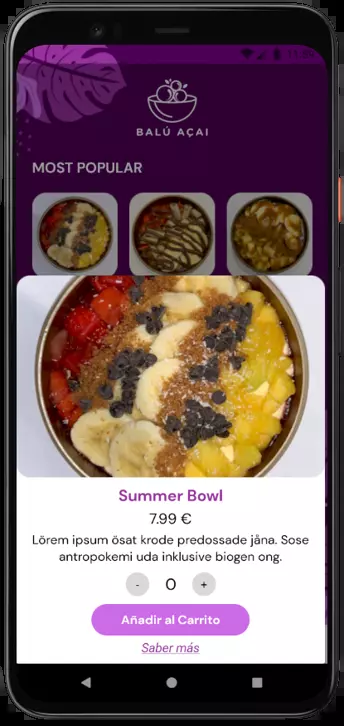 BALÚ AÇAI
MOST POPULAR
Summer Bowl
7.99 €
Lörem ipsum ösat krode predossade jåna. Sose
antropokemi uda inklusive biogen ong.
- 0 +
Añadir al Carrito
Saber más